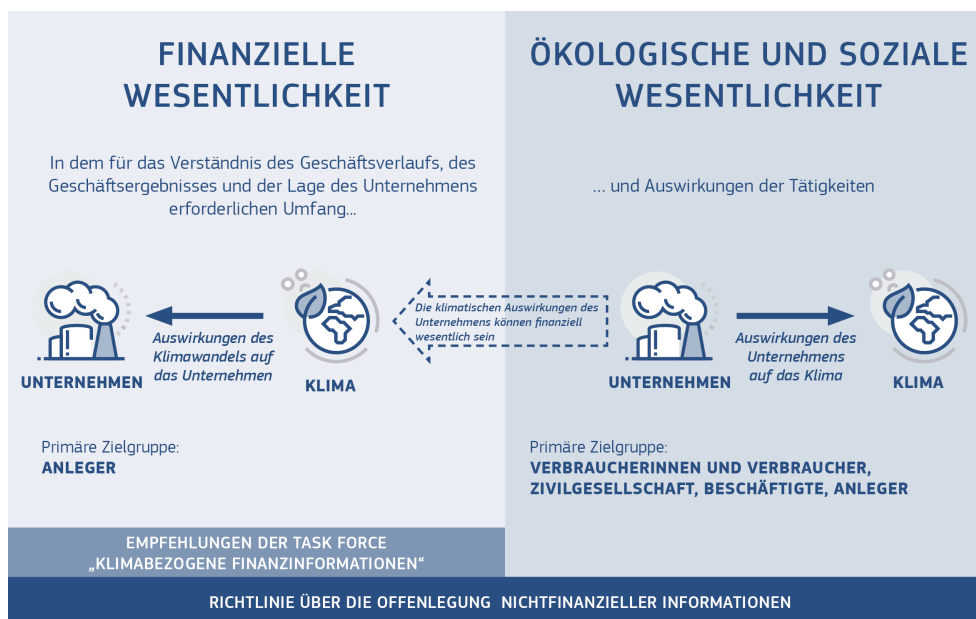 FINANZIELLE
WESENTLICHKEIT
In dem für das Verständnis des Geschäftsverlaufs, des
Geschäftsergebnisses und der Lage des Unternehmens
erforderlichen Umfang...
Auswirkungen des
Klimawandels auf
das Unternehmen
UNTERNEHMEN
KLIMA
Primäre Zielgruppe:
ANLEGER
EMPFEHLUNGEN DER TASK FORCE
„KLIMABEZOGENE FINANZINFORMATIONEN“
Die klimatischen Auswirkungen des
Unternehmens können finanziell
wesentlich sein
ÖKOLOGISCHE UND SOZIALE
WESENTLICHKEIT
... und Auswirkungen der Tätigkeiten
Auswirkungen des
Unternehmens
auf das Klima
UNTERNEHMEN
KLIMA
Primäre Zielgruppe:
VERBRAUCHERINNEN UND VERBRAUCHER,
ZIVILGESELLSCHAFT, BESCHÄFTIGTE, ANLEGER
RICHTLINIE ÜBER DIE OFFENLEGUNG NICHTFINANZIELLER INFORMATIONEN